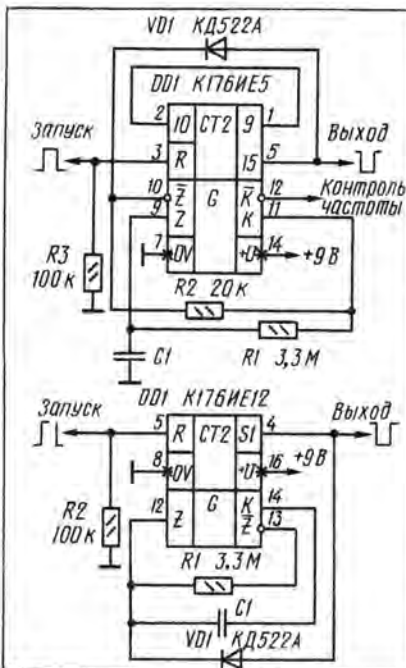 VD1 КД522А
DD1 К176ИЕ5
2 10 СТ2 9 1
Запуск 3 R 15 5 Выход
10 Z̅ G K̅ 12 Контроль частоты
9 Z K 11
7 0V +U 14 +9 В
R3 100 к
R2 20 к
C1
R1 3,3 М
DD1 К176ИЕ12
Запуск 5 R СТ2 S1 4 Выход
8 0V +U 16 +9 В
12 Z G K 14
Z̅ 13
R2 100 к
R1 3,3 М
C1
VD1 КД522А